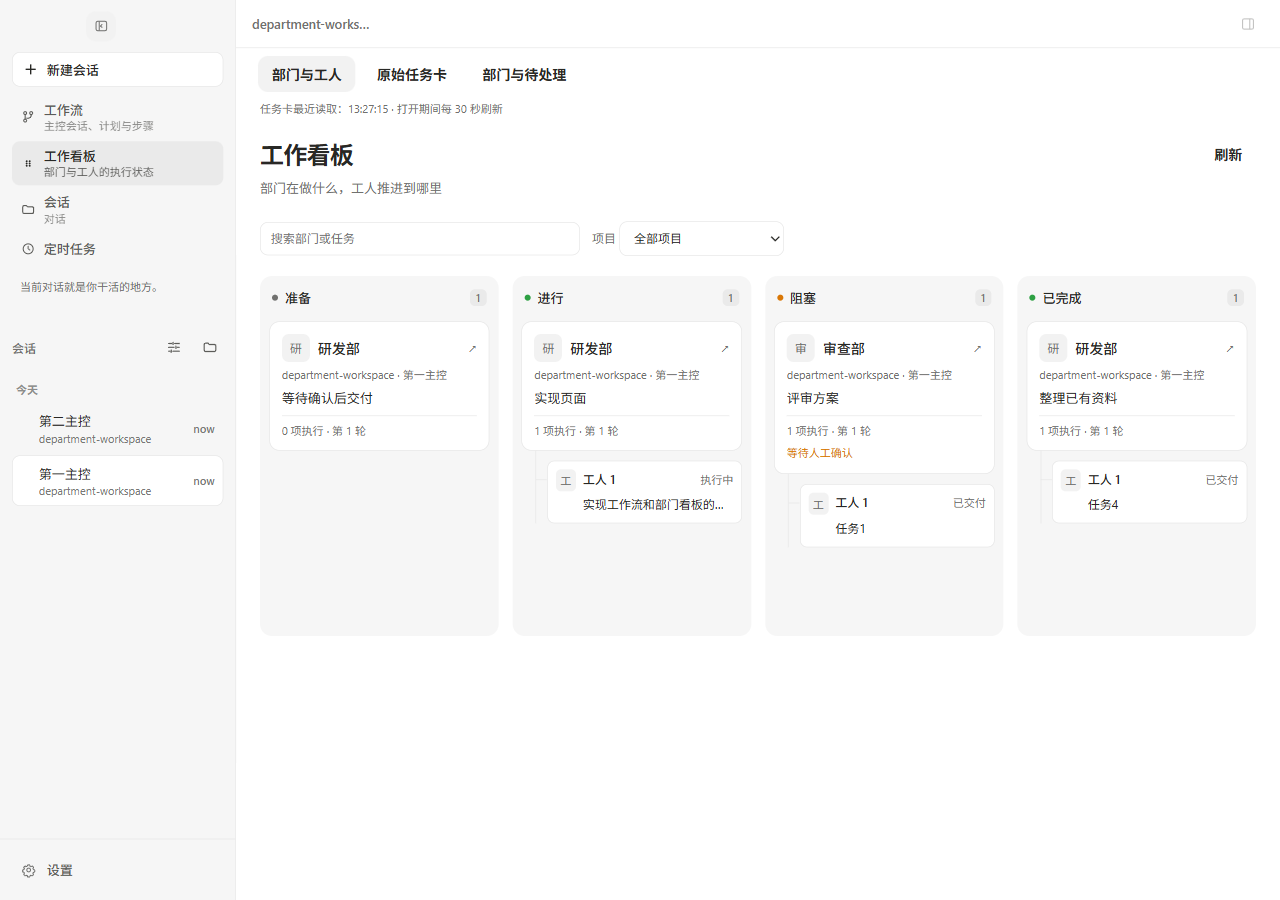 新建会话
工作流
主控会话、计划与步骤
工作看板
部门与工人的执行状态
会话
对话
定时任务
当前对话就是你干活的地方。
会话
今天
第二主控
department-workspace
now
第一主控
department-workspace
now
设置
department-works...
部门与工人 原始任务卡 部门与待处理
任务卡最近读取：13:27:15 · 打开期间每 30 秒刷新
工作看板
刷新
部门在做什么，工人推进到哪里
搜索部门或任务
项目 全部项目
准备 1
研 研发部 ↗
department-workspace · 第一主控
等待确认后交付
0 项执行 · 第 1 轮
进行 1
研 研发部 ↗
department-workspace · 第一主控
实现页面
1 项执行 · 第 1 轮
工 工人 1 执行中
实现工作流和部门看板的...
阻塞 1
审 审查部 ↗
department-workspace · 第一主控
评审方案
1 项执行 · 第 1 轮
等待人工确认
工 工人 1 已交付
任务1
已完成 1
研 研发部 ↗
department-workspace · 第一主控
整理已有资料
1 项执行 · 第 1 轮
工 工人 1 已交付
任务4